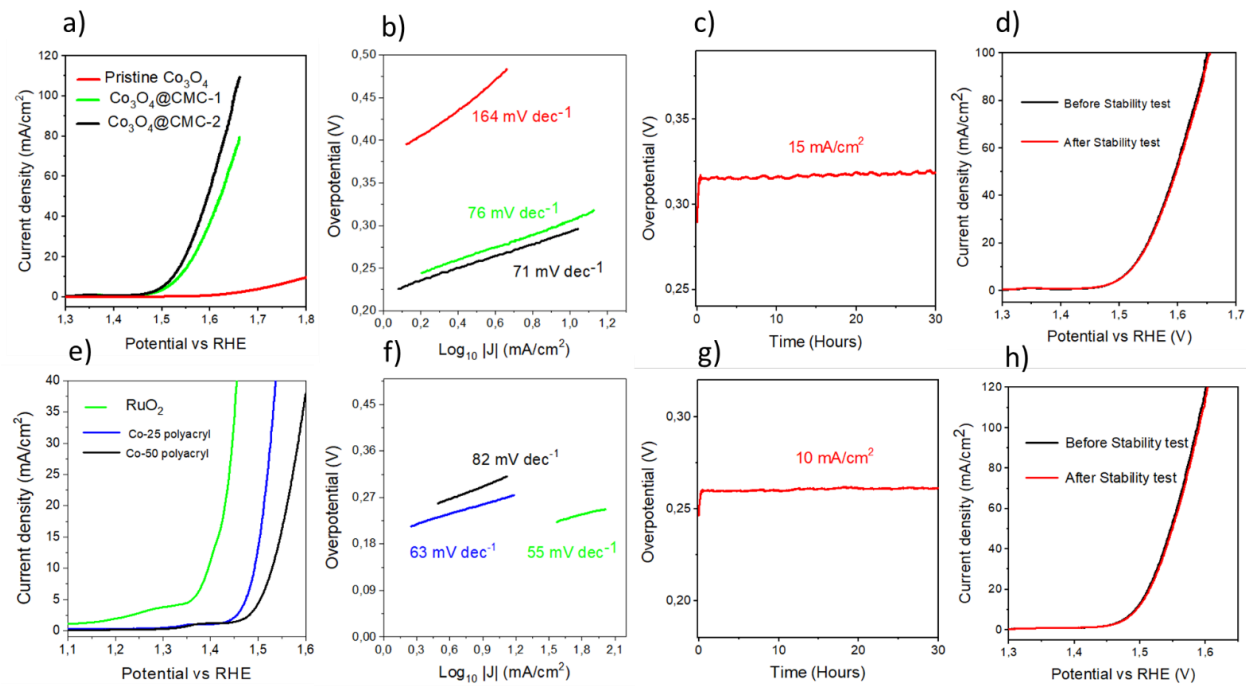 a)
Current density (mA/cm²)
120
110
100
90
80
70
60
50
40
30
20
10
0
Pristine Co₃O₄
Co₃O₄@CMC-1
Co₃O₄@CMC-2
1,3 1,4 1,5 1,6 1,7 1,8
Potential vs RHE
b)
Overpotential (V)
0,50
0,45
0,40
0,35
0,30
0,25
0,20
164 mV dec⁻¹
76 mV dec⁻¹
71 mV dec⁻¹
0,0 0,2 0,4 0,6 0,8 1,0 1,2
Log₁₀ |J| (mA/cm²)
c)
Overpotential (V)
0,35
0,30
0,25
15 mA/cm²
0 10 20 30
Time (Hours)
d)
Current density (mA/cm²)
100
80
60
40
20
0
Before Stability test
After Stability test
1,3 1,4 1,5 1,6 1,7
Potential vs RHE (V)
e)
Current density (mA/cm²)
40
35
30
25
20
15
10
5
0
RuO₂
Co-25 polyacryl
Co-50 polyacryl
1,1 1,2 1,3 1,4 1,5 1,6
Potential vs RHE
f)
Overpotential (V)
0,45
0,36
0,27
0,18
0,09
0,00
82 mV dec⁻¹
63 mV dec⁻¹
55 mV dec⁻¹
0,0 0,3 0,6 0,9 1,2 1,5 1,8 2,1
Log₁₀ |J| (mA/cm²)
g)
Overpotential (V)
0,30
0,25
0,20
10 mA/cm²
0 10 20 30
Time (Hours)
h)
Current density (mA/cm²)
120
100
80
60
40
20
0
Before Stability test
After Stability test
1,3 1,4 1,5 1,6
Potential vs RHE (V)